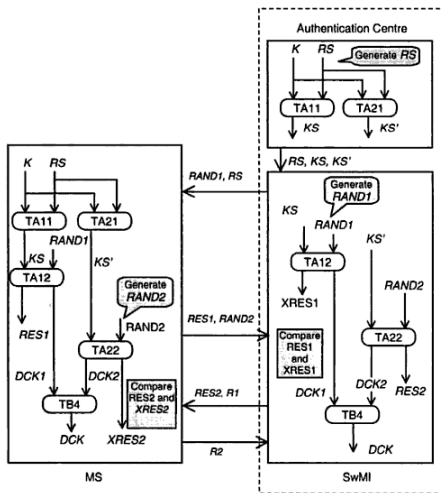 Authentication Centre
K RS
Generate RS
TA11 TA21
KS KS'
RS, KS, KS'
K RS
TA11 TA21
RAND1
KS KS'
TA12
Generate
RAND2
RES1
RAND2
TA22
DCK1 DCK2
Compare
RES2 and
XRES2
TB4
DCK XRES2
MS
RAND1, RS
RES1, RAND2
RES2, R1
R2
Generate
RAND1
KS RAND1
KS'
TA12
RAND2
XRES1
Compare
RES1
and
XRES1
TA22
DCK1 DCK2
RES2
TB4
DCK
SwMI